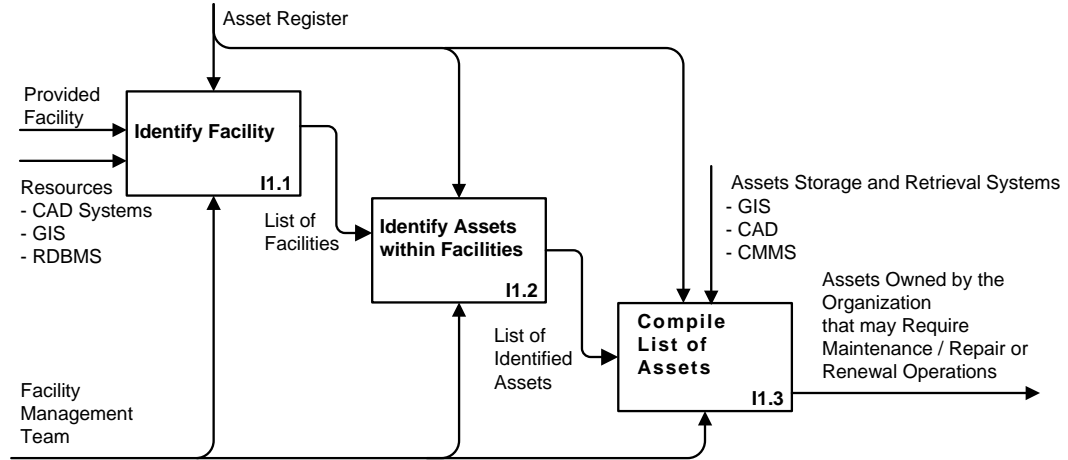 Asset Register
Provided
Facility
Identify Facility
I1.1
Resources
- CAD Systems
- GIS
- RDBMS
List of
Facilities
Identify Assets
within Facilities
I1.2
Assets Storage and Retrieval Systems
- GIS
- CAD
- CMMS
List of
Identified
Assets
Compile
List of
Assets
I1.3
Assets Owned by the
Organization
that may Require
Maintenance / Repair or
Renewal Operations
Facility
Management
Team